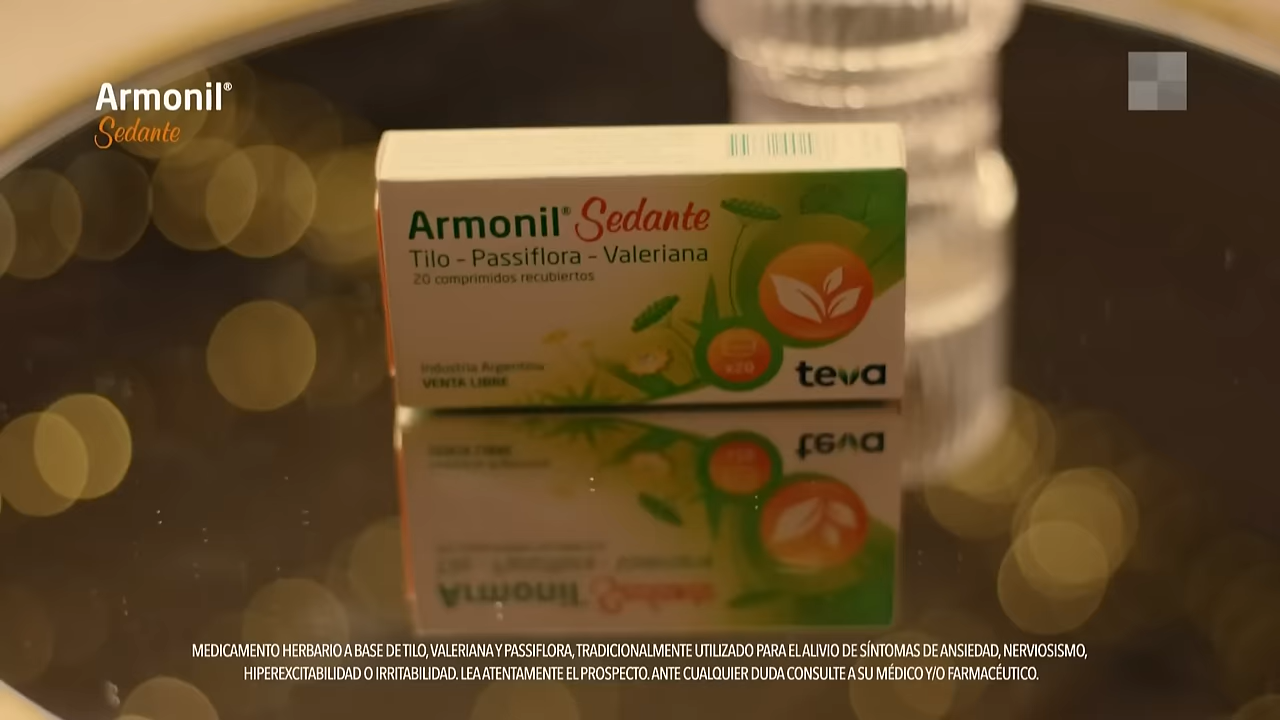 Armonil®
Sedante
Armonil® Sedante
Tilo - Passiflora - Valeriana
20 comprimidos recubiertos
Industria Argentina
VENTA LIBRE
x20
teva
MEDICAMENTO HERBARIO A BASE DE TILO, VALERIANA Y PASSIFLORA, TRADICIONALMENTE UTILIZADO PARA EL ALIVIO DE SÍNTOMAS DE ANSIEDAD, NERVIOSISMO,
HIPEREXCITABILIDAD O IRRITABILIDAD. LEA ATENTAMENTE EL PROSPECTO. ANTE CUALQUIER DUDA CONSULTE A SU MÉDICO Y/O FARMACÉUTICO.